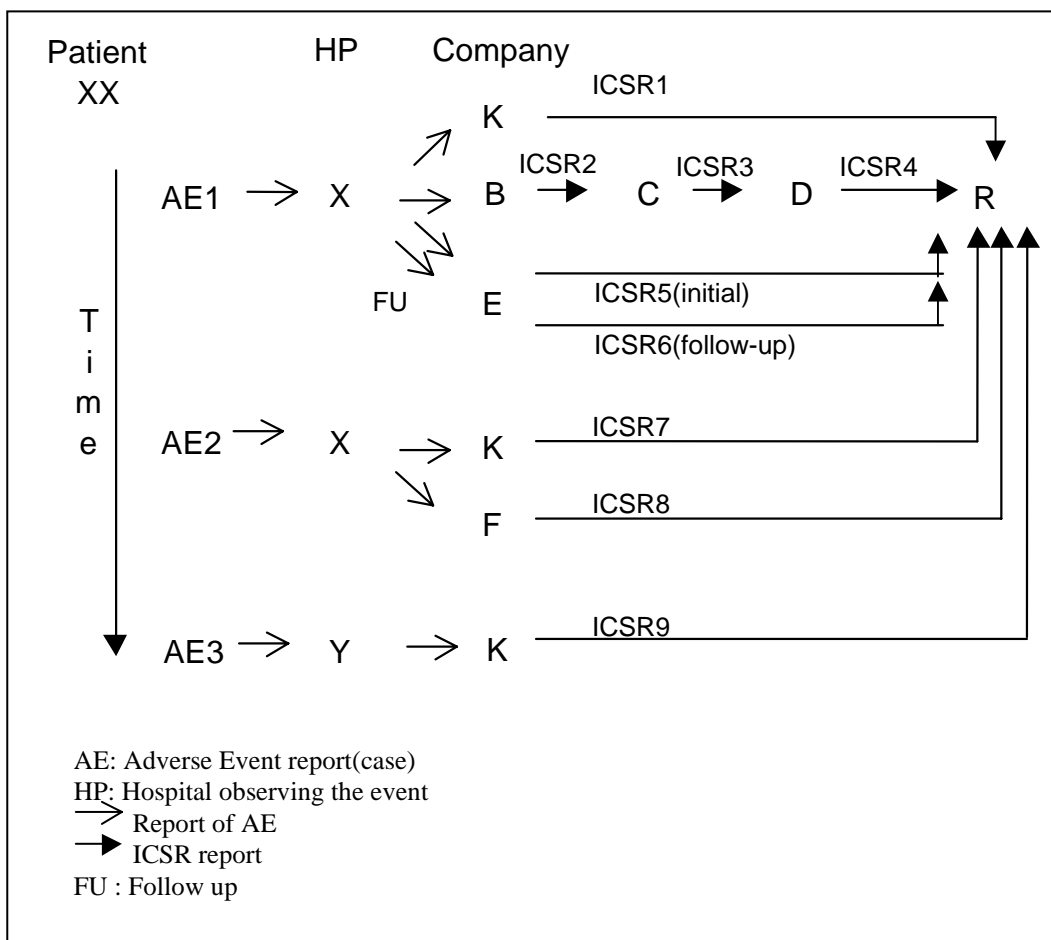 Patient HP Company
XX
ICSR1
K
ICSR2 ICSR3 ICSR4
AE1 X B C D R
FU E
ICSR5(initial)
ICSR6(follow-up)
T
i
m
e
ICSR7
AE2 X K
ICSR8
F
ICSR9
AE3 Y K
AE: Adverse Event report(case)
HP: Hospital observing the event
Report of AE
ICSR report
FU : Follow up